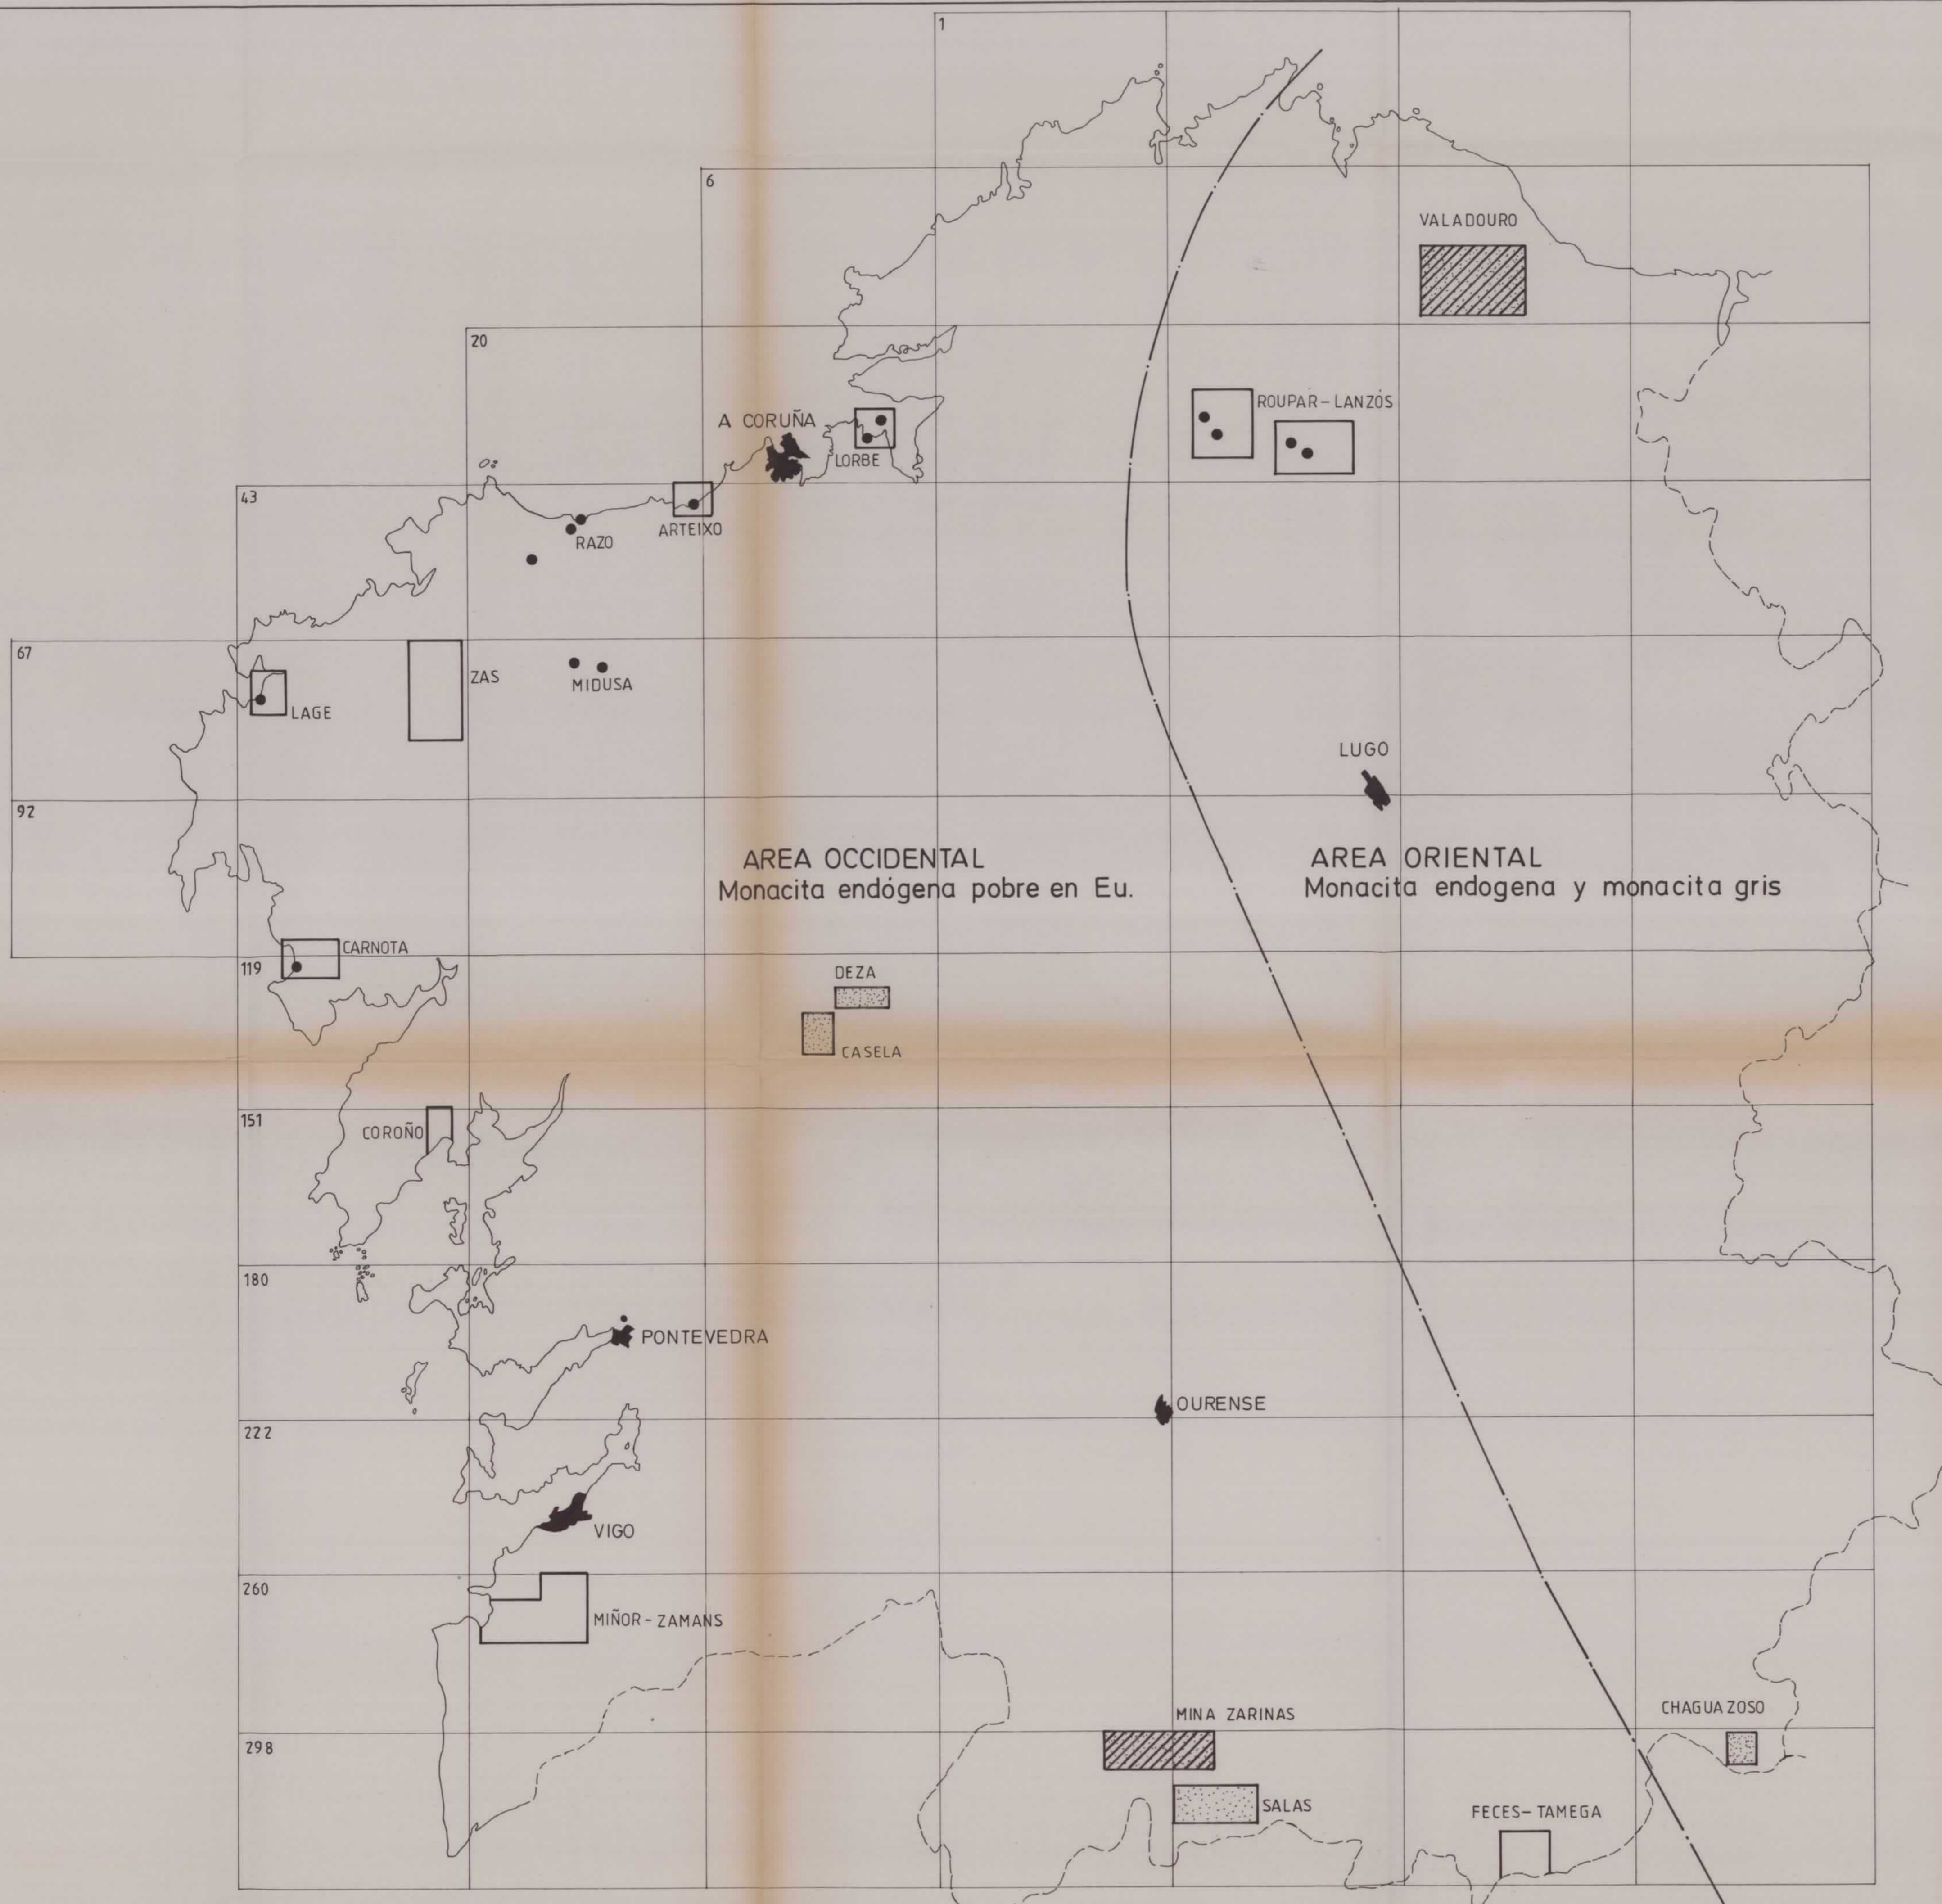 1
6
VALADOURO
20
ROUPAR-LANZÓS
A CORUÑA
LORBE
43
ARTEIXO
RAZO
67
ZAS
MIDUSA
LAGE
LUGO
92
AREA OCCIDENTAL
Monacita endógena pobre en Eu.
AREA ORIENTAL
Monacita endogena y monacita gris
CARNOTA
119
DEZA
CASELA
151
COROÑO
180
PONTEVEDRA
OURENSE
222
VIGO
260
MIÑOR-ZAMANS
CHAGUAZOSO
MINA ZARINAS
298
SALAS
FECES-TAMEGA